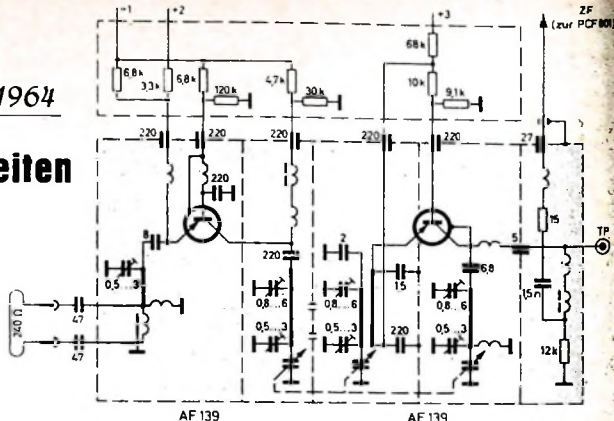 1964
eiten
-1
+2
+3
ZF
(zur PCF 801)
6,8k
3,3k
6,8k
120k
4,7k
30k
68k
10k
9,1k
220
220
220
220
220
27
220
8
0,5...3
240 Ω
47
47
220
0,8...6
0,5...3
2
0,8...6
0,5...3
15
220
6,8
0,8...6
0,5...3
5
15
1,5n
12k
TP
AF 139
AF 139